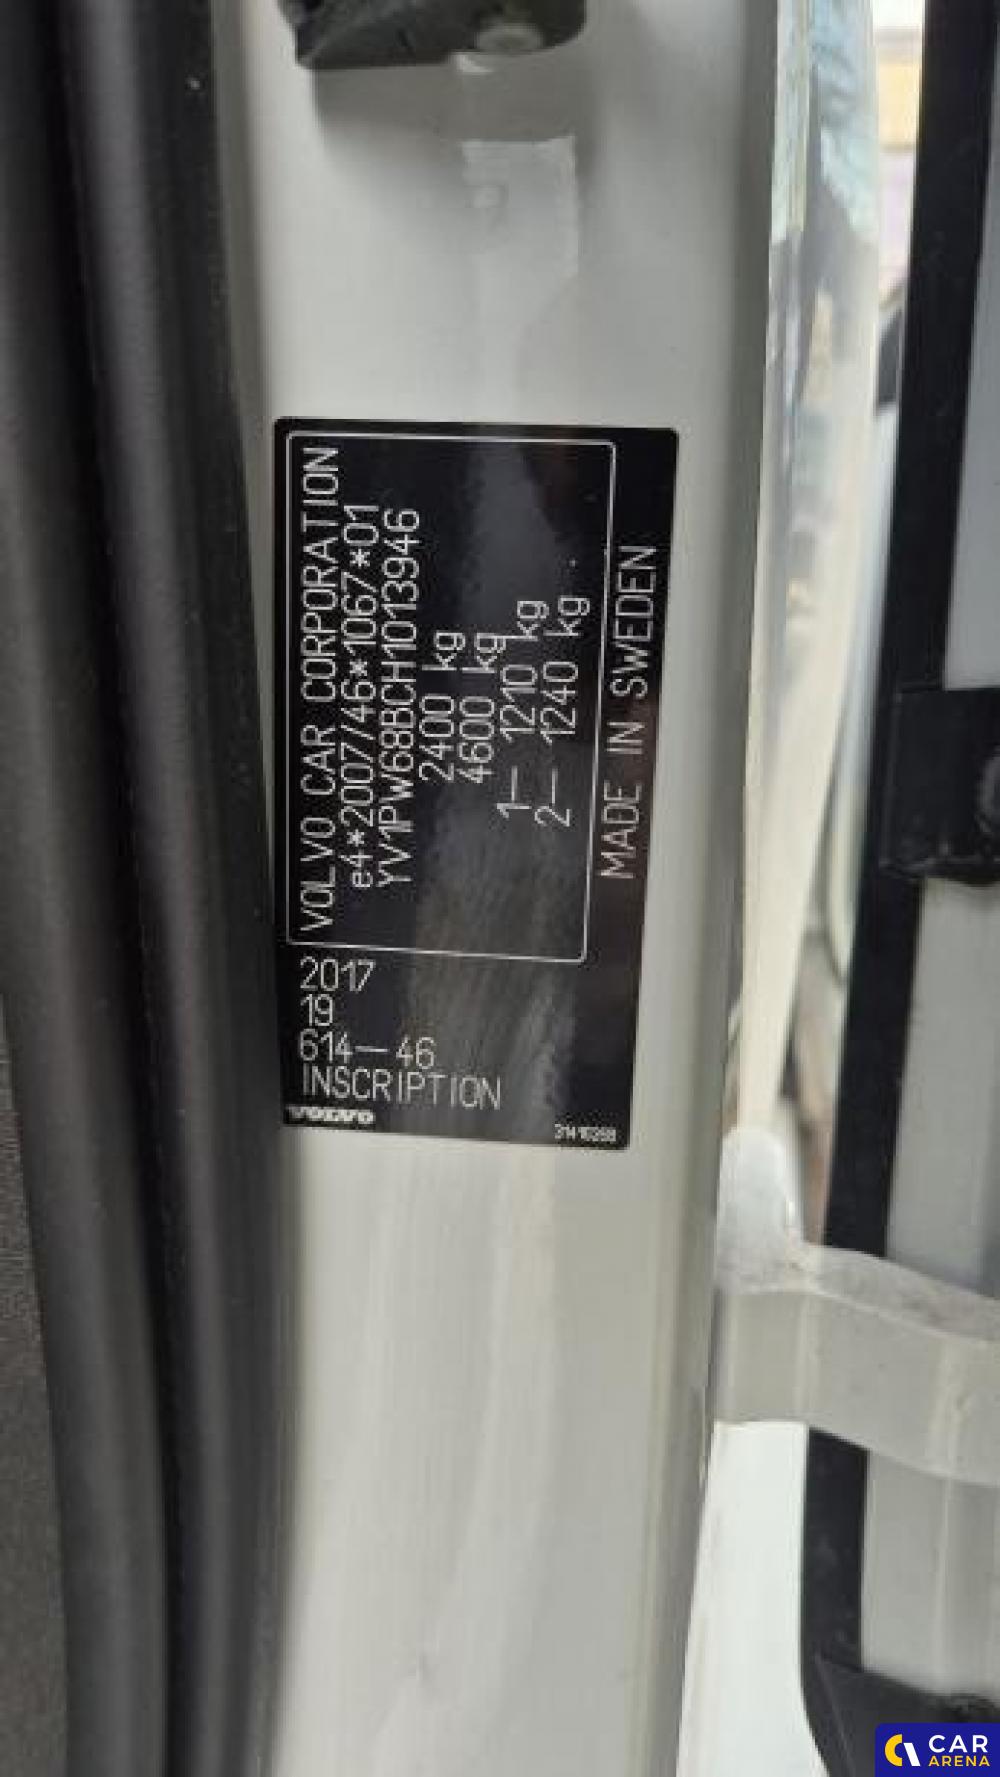 VOLVO CAR CORPORATION
e4*2007/46*1067*01
YV1PW68BCH1013946
2400 kg
4600 kg
1— 1210 kg
2— 1240 kg
MADE IN SWEDEN
2017
19
614—46
INSCRIPTION
VOLVO
31410268
CAR
ARENA